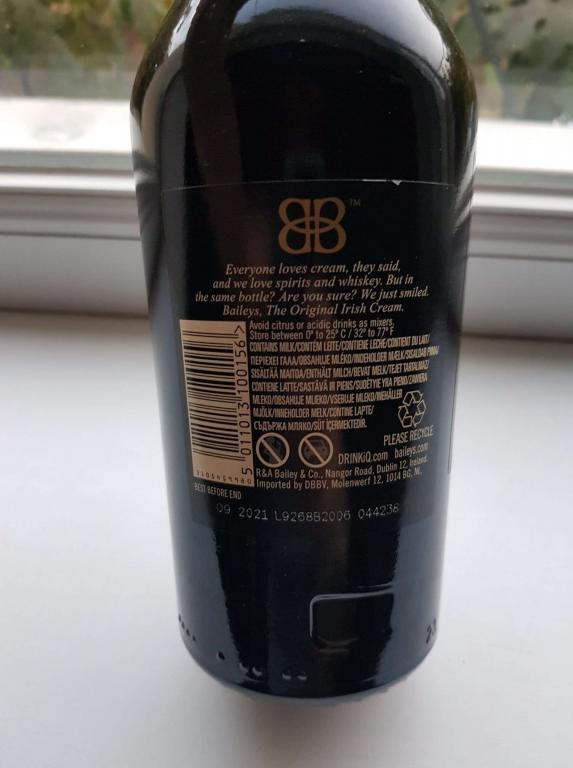 BB™
Everyone loves cream, they said,
and we love spirits and whiskey. But in
the same bottle? Are you sure? We just smiled.
Baileys, The Original Irish Cream.
Avoid citrus or acidic drinks as mixers.
Store between 0° to 25° C / 32° to 77° F
CONTAINS MILK/CONTÉM LEITE/CONTIENE LECHE/CONTIENT DU LAIT/
ΠΕΡΙΕΧΕΙ ΓΑΛΑ/OBSAHUJE MLÉKO/INDEHOLDER MÆLK/SISALDAB PIIMA/
SISÄLTÄÄ MAITOA/ENTHÄLT MILCH/BEVAT MELK/TEJET TARTALMAZ/
CONTIENE LATTE/SASTĀVĀ IR PIENS/SUDĖTYJE YRA PIENO/ZAWIERA
MLEKO/OBSAHUJE MLIEKO/VSEBUJE MLEKO/INEHÅLLER
MJÖLK/INNEHOLDER MELK/CONTINE LAPTE/
СЪДЪРЖА МЛЯКО/SÜT İÇERMEKTEDİR.
PLEASE RECYCLE
DRINKiQ.com baileys.com
R&A Bailey & Co., Nangor Road, Dublin 12, Ireland.
Imported by DBBV, Molenwerf 12, 1014 BG, NL.
5 011013 100156 >
BEST BEFORE END
09 2021 L9268B2006 044238